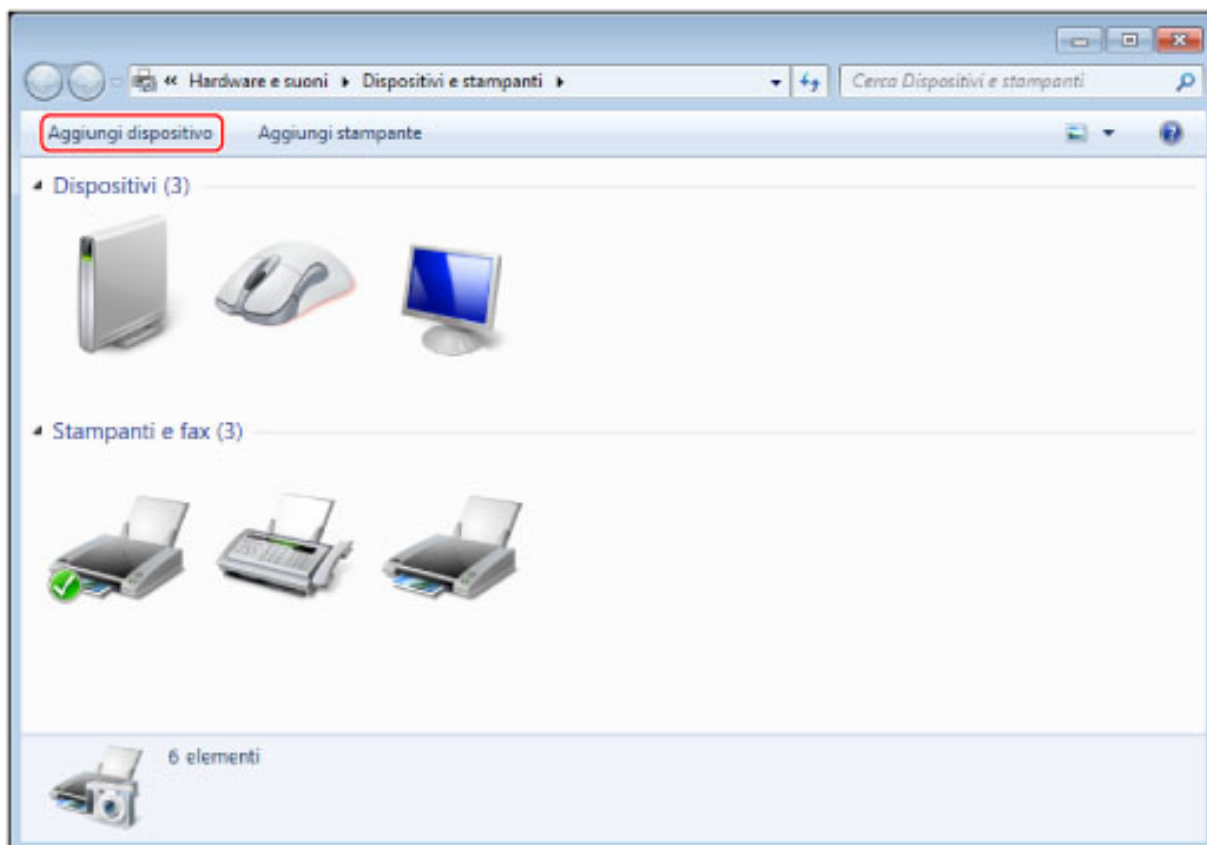 « Hardware e suoni Dispositivi e stampanti Cerca Dispositivi e stampanti
Aggiungi dispositivo Aggiungi stampante
Dispositivi (3)
Stampanti e fax (3)
6 elementi